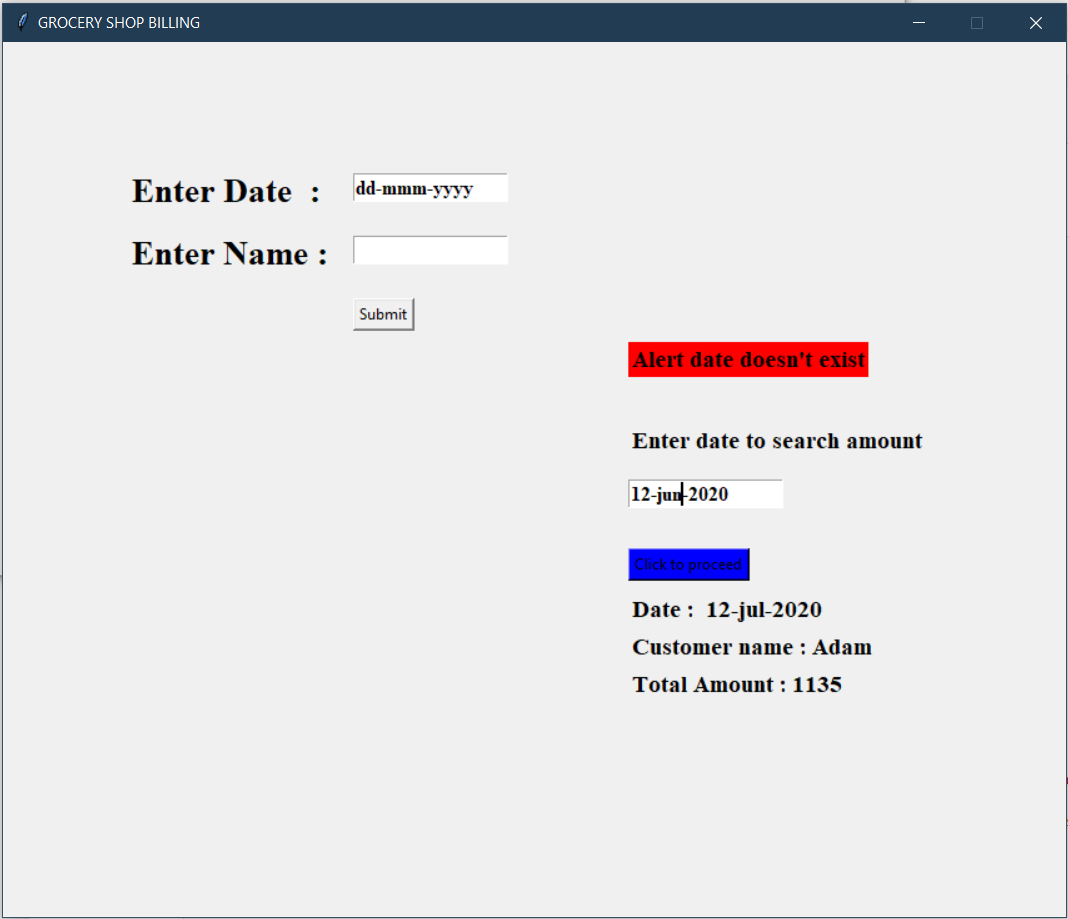 GROCERY SHOP BILLING
Enter Date  : dd-mmm-yyyy
Enter Name :
Submit
Alert date doesn't exist
Enter date to search amount
12-jun-2020
Click to proceed
Date :  12-jul-2020
Customer name : Adam
Total Amount : 1135